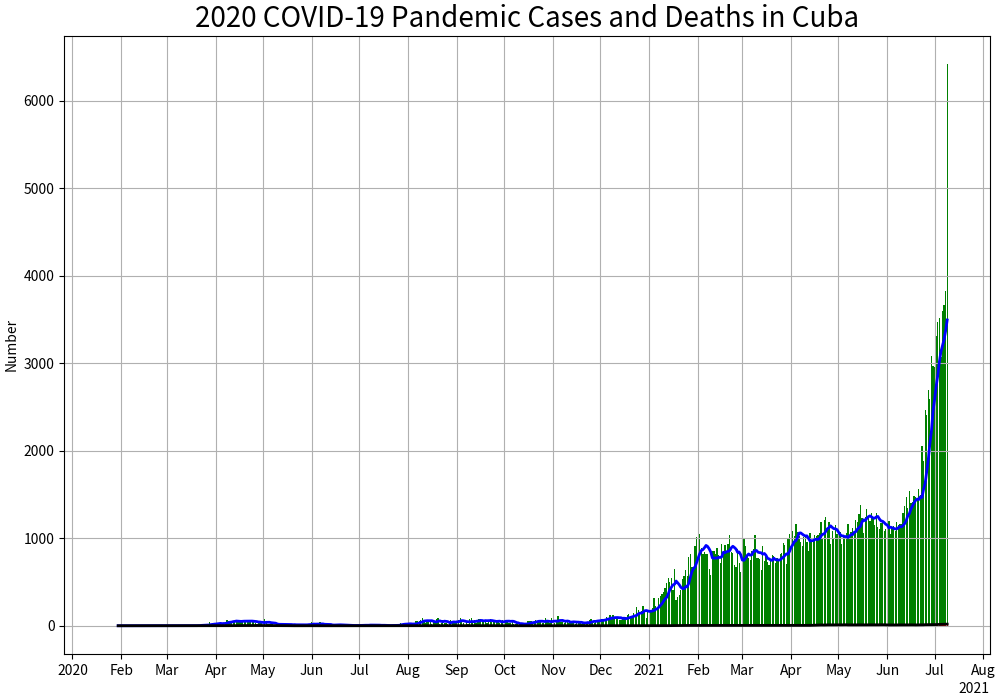 2020 COVID-19 Pandemic Cases and Deaths in Cuba
Number
6000
5000
4000
3000
2000
1000
0
2020 Feb Mar Apr May Jun Jul Aug Sep Oct Nov Dec 2021 Feb Mar Apr May Jun Jul Aug
2021